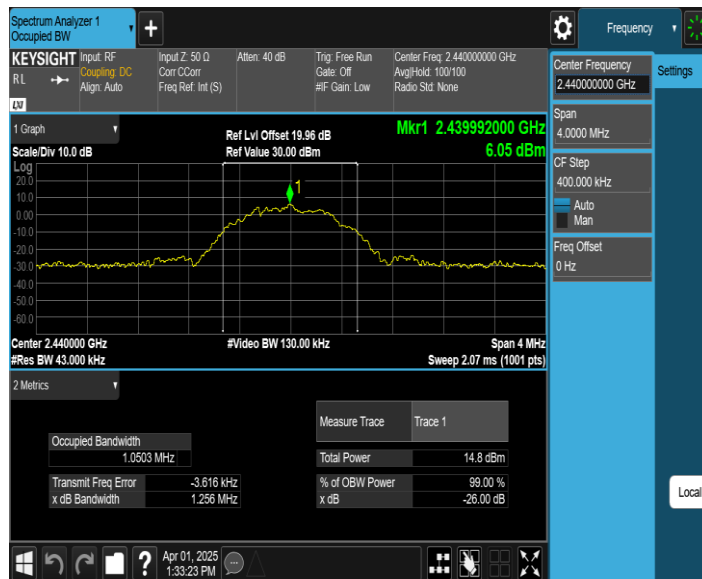 Spectrum Analyzer 1
Occupied BW
+
Frequency
KEYSIGHT
RL
LXI
Input: RF
Coupling: DC
Align: Auto
Input Z: 50 Ω
Corr CCorr
Freq Ref: Int (S)
Atten: 40 dB
Trig: Free Run
Gate: Off
#IF Gain: Low
Center Freq: 2.440000000 GHz
Avg|Hold: 100/100
Radio Std: None
Center Frequency
2.440000000 GHz
Settings
Span
4.0000 MHz
CF Step
400.000 kHz
Auto
Man
Freq Offset
0 Hz
Local
1 Graph
Scale/Div 10.0 dB
Ref Lvl Offset 19.96 dB
Ref Value 30.00 dBm
Mkr1 2.439992000 GHz
6.05 dBm
Log
20.0
10.0
0.00
-10.0
-20.0
-30.0
-40.0
-50.0
-60.0
1
Center 2.440000 GHz
#Res BW 43.000 kHz
#Video BW 130.00 kHz
Span 4 MHz
Sweep 2.07 ms (1001 pts)
2 Metrics
Measure Trace Trace 1
Occupied Bandwidth
1.0503 MHz
Total Power 14.8 dBm
Transmit Freq Error -3.616 kHz
% of OBW Power 99.00 %
x dB Bandwidth 1.256 MHz
x dB -26.00 dB
?
Apr 01, 2025
1:33:23 PM